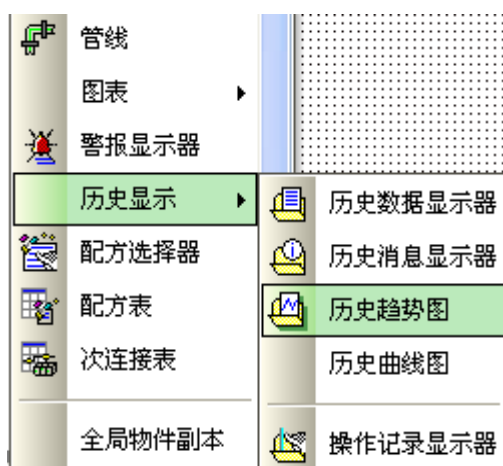 管线
图表
警报显示器
历史显示
配方选择器
配方表
次连接表
全局物件副本
历史数据显示器
历史消息显示器
历史趋势图
历史曲线图
操作记录显示器